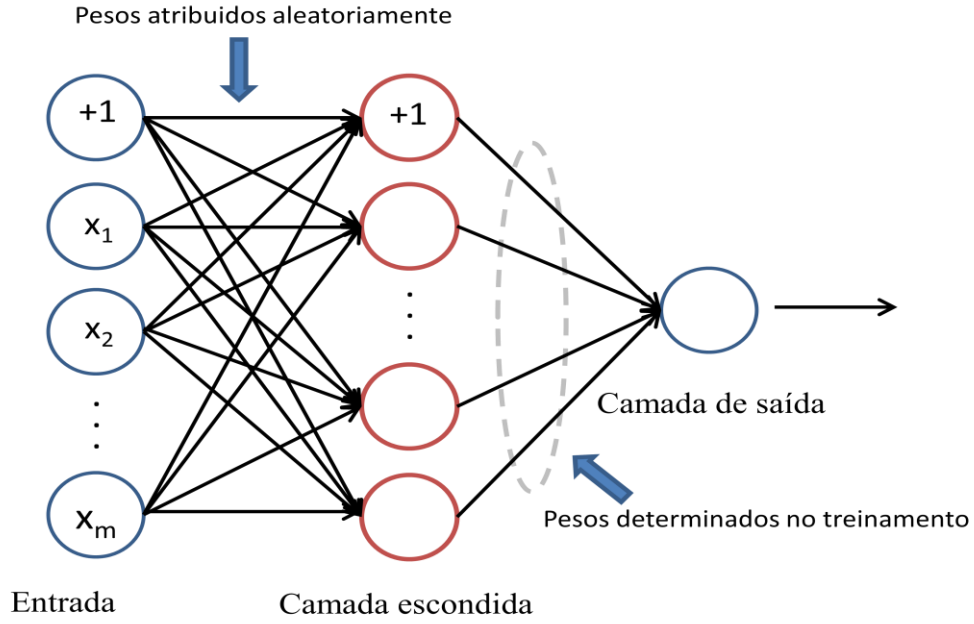 Pesos atribuidos aleatoriamente
+1
+1
x1
x2
xm
Camada de saída
Pesos determinados no treinamento
Entrada
Camada escondida